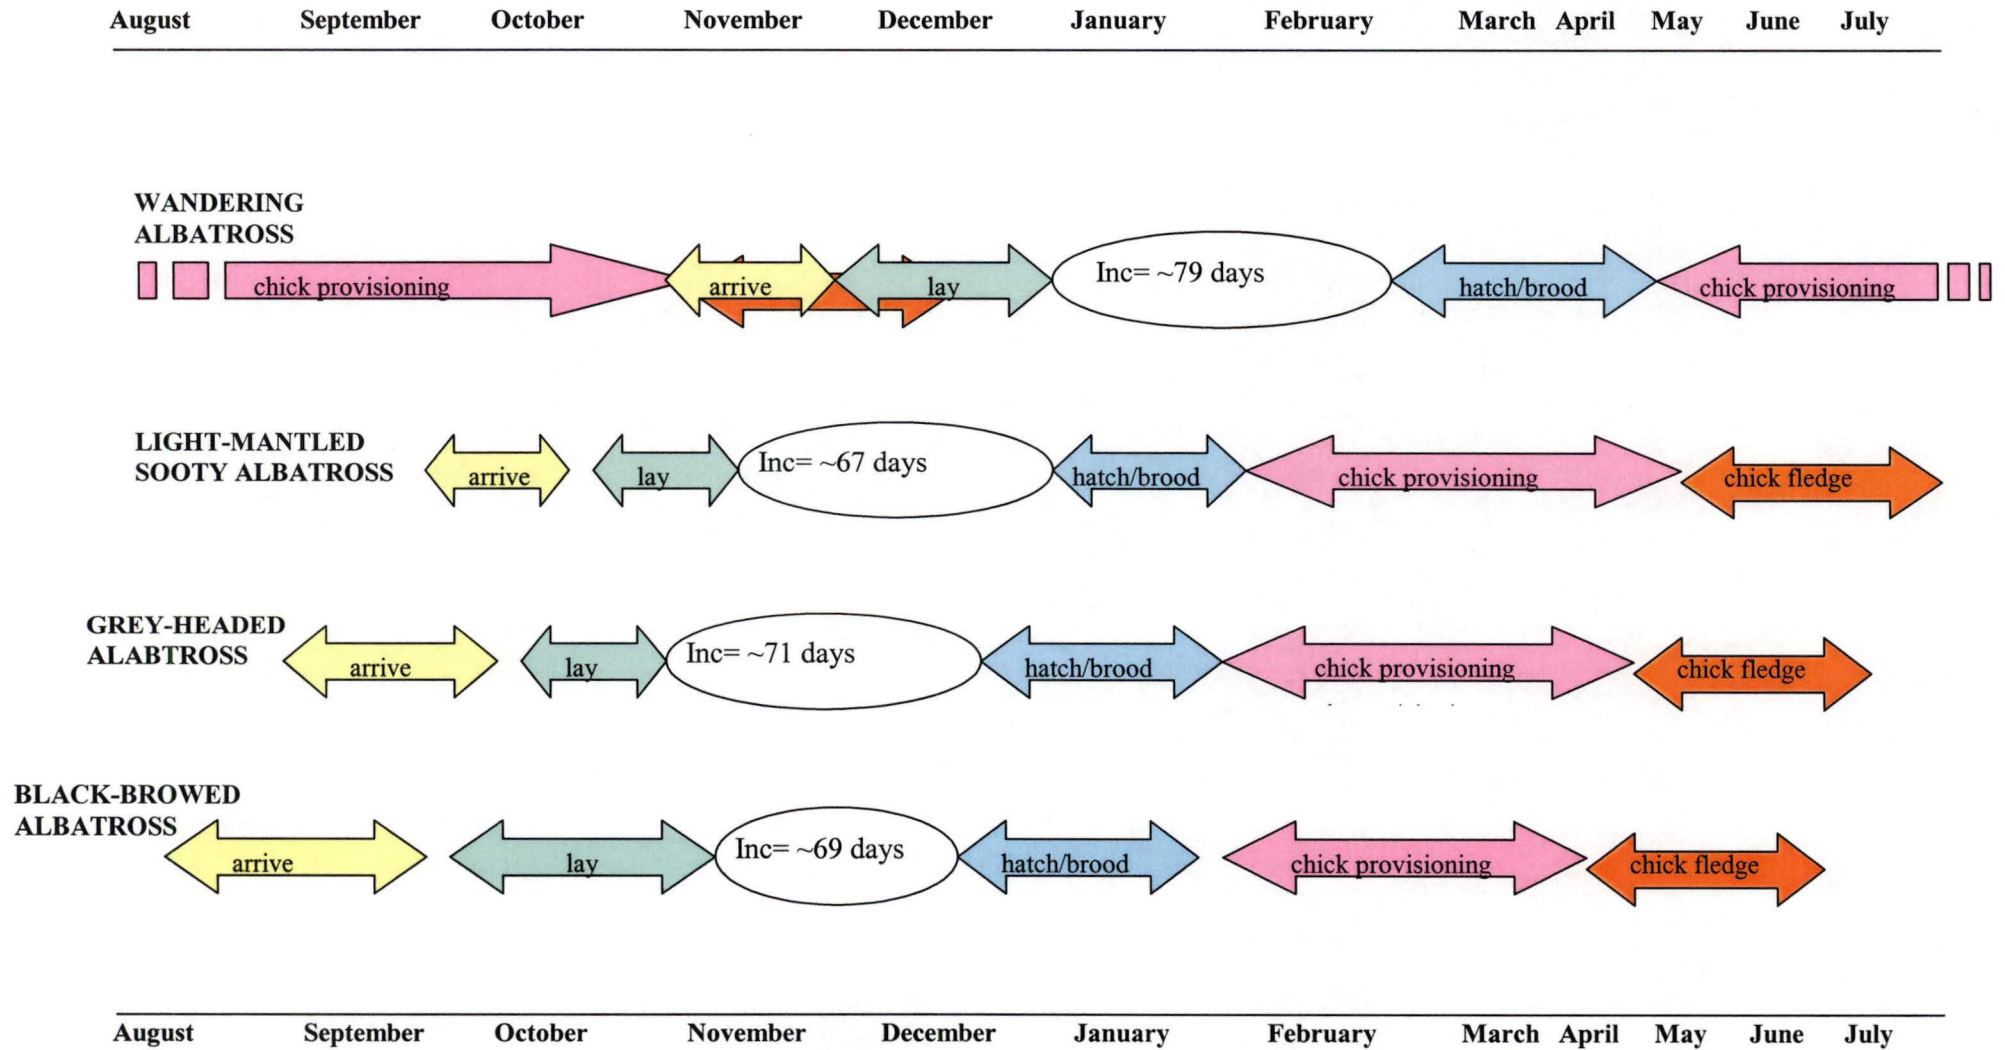 August September October November December January February March April May June July
WANDERING
ALBATROSS
chick provisioning arrive lay Inc= ~79 days hatch/brood chick provisioning
LIGHT-MANTLED
SOOTY ALBATROSS
arrive lay Inc= ~67 days hatch/brood chick provisioning chick fledge
GREY-HEADED
ALABTROSS
arrive lay Inc= ~71 days hatch/brood chick provisioning chick fledge
BLACK-BROWED
ALBATROSS
arrive lay Inc= ~69 days hatch/brood chick provisioning chick fledge
August September October November December January February March April May June July